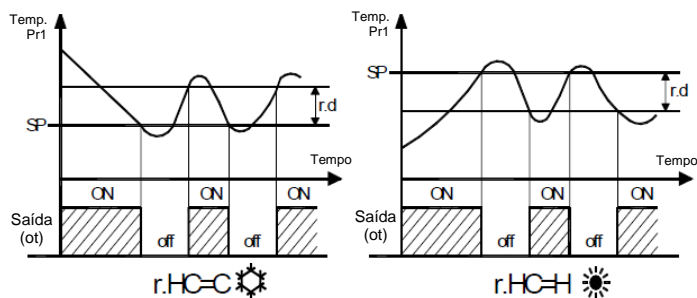 Temp.
Pr1
r.d
SP
Tempo
ON
ON
ON
Saída
(ot)
off
off
r.HC=C
Temp.
Pr1
SP
r.d
Tempo
ON
ON
Saída
(ot)
off
off
r.HC=H